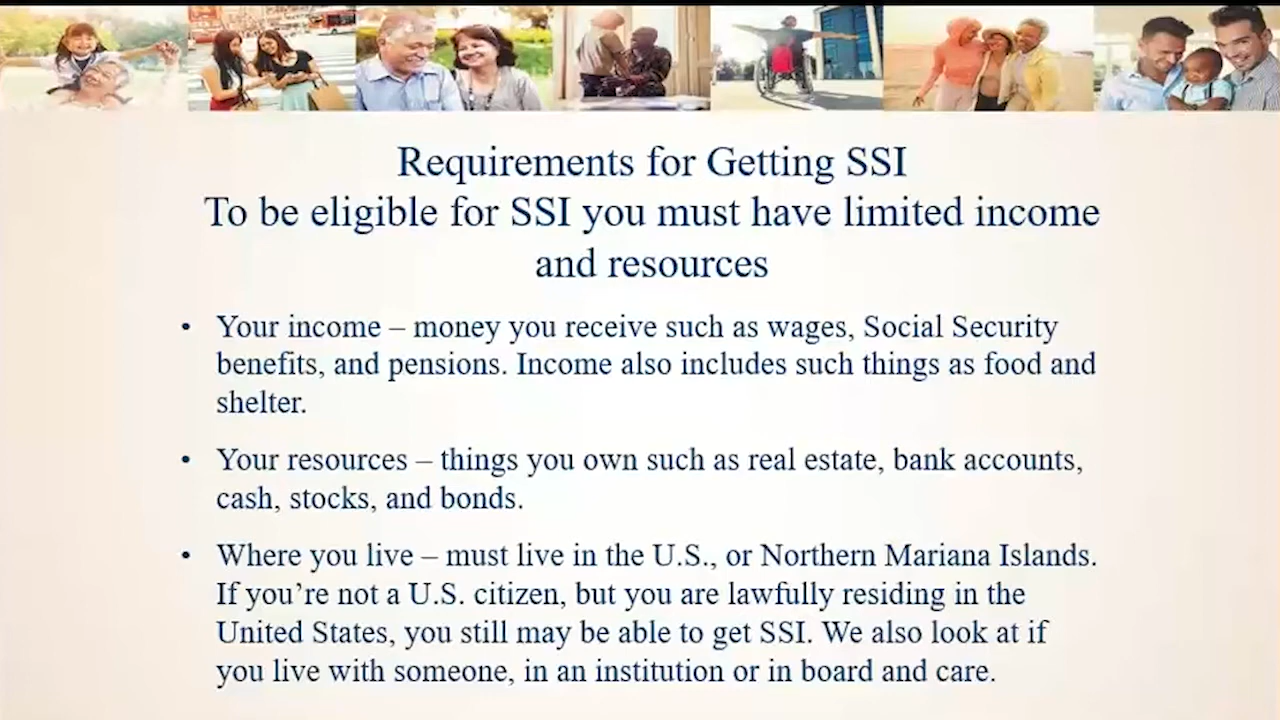 Requirements for Getting SSI
To be eligible for SSI you must have limited income
and resources
• Your income – money you receive such as wages, Social Security
benefits, and pensions. Income also includes such things as food and
shelter.
• Your resources – things you own such as real estate, bank accounts,
cash, stocks, and bonds.
• Where you live – must live in the U.S., or Northern Mariana Islands.
If you’re not a U.S. citizen, but you are lawfully residing in the
United States, you still may be able to get SSI. We also look at if
you live with someone, in an institution or in board and care.